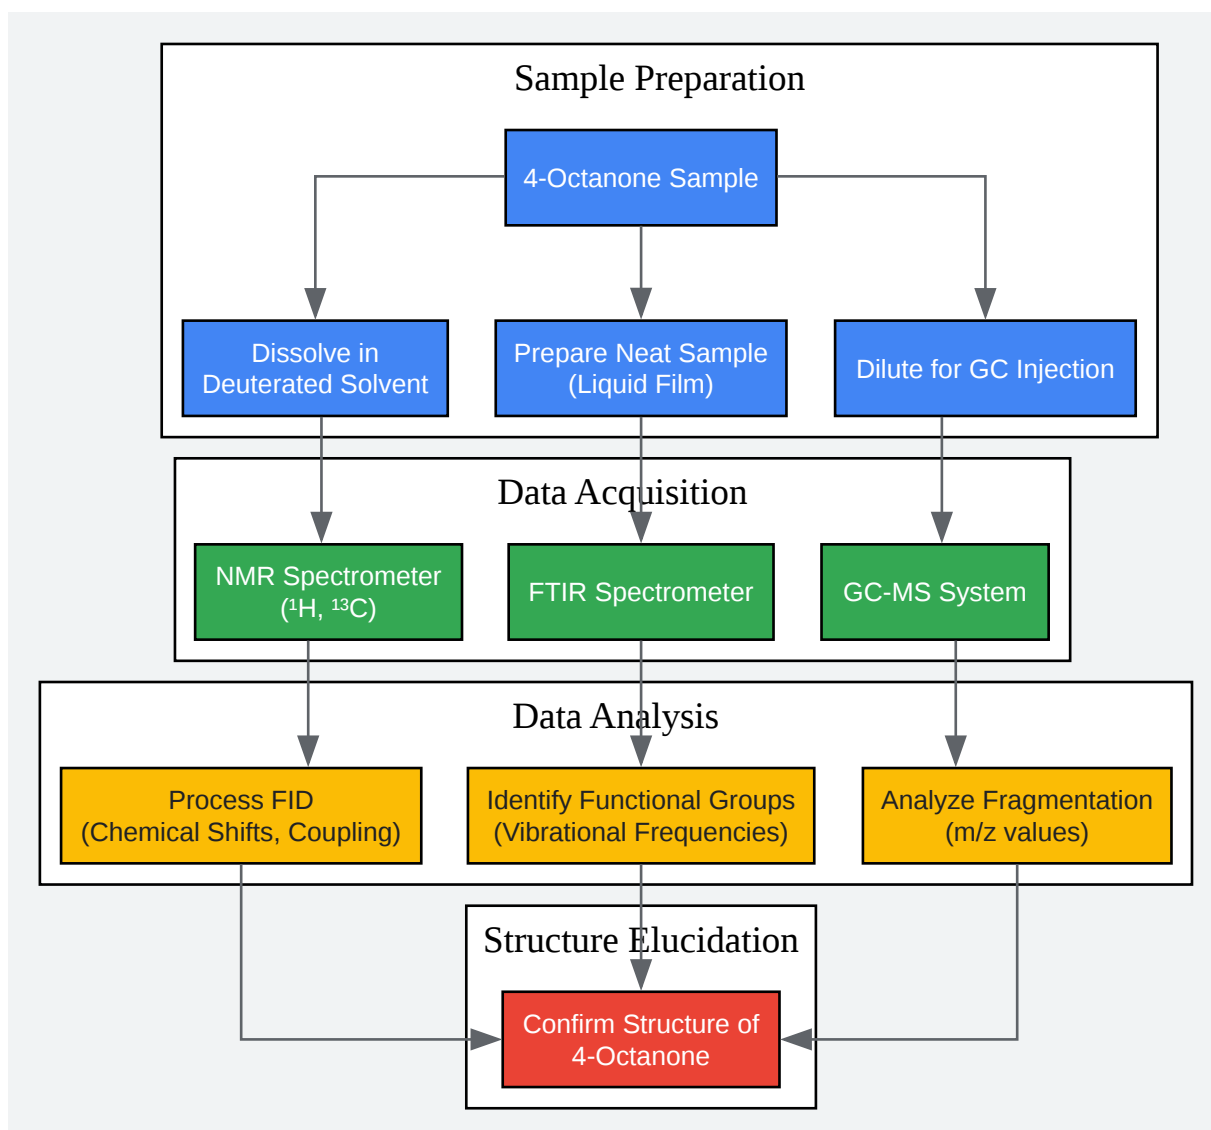 Sample Preparation
4-Octanone Sample
Dissolve in
Deuterated Solvent
Prepare Neat Sample
(Liquid Film)
Dilute for GC Injection
Data Acquisition
NMR Spectrometer
(¹H, ¹³C)
FTIR Spectrometer
GC-MS System
Data Analysis
Process FID
(Chemical Shifts, Coupling)
Identify Functional Groups
(Vibrational Frequencies)
Analyze Fragmentation
(m/z values)
Structure Elucidation
Confirm Structure of
4-Octanone